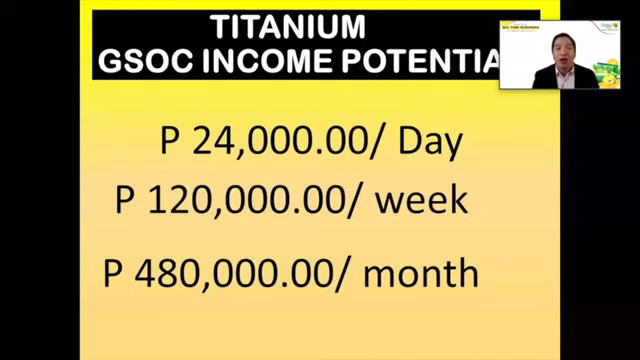 TITANIUM
GSOC INCOME POTENTIA
P 24,000.00/ Day
P 120,000.00/ week
P 480,000.00/ month